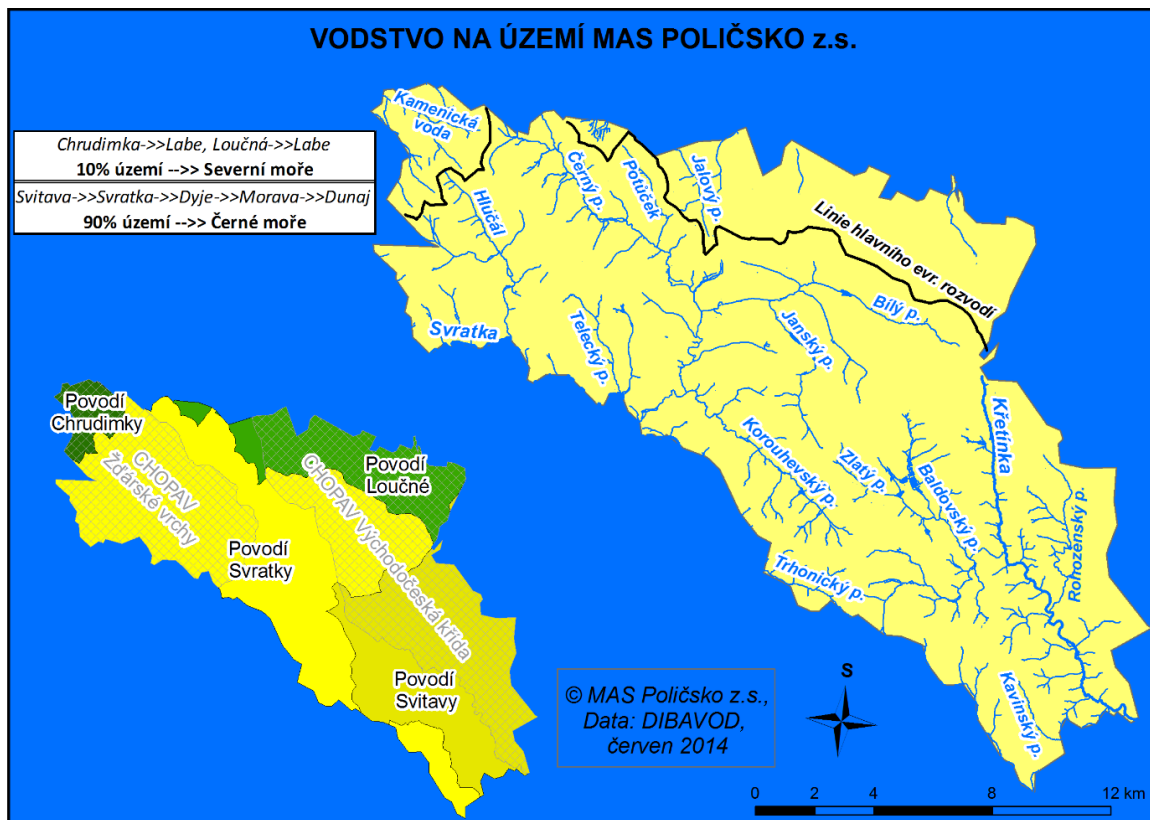 VODSTVO NA ÚZEMÍ MAS POLIČSKO z.s.
Chrudimka->>Labe, Loučná->>Labe
10% území -->> Severní moře
Svitava->>Svratka->>Dyje->>Morava->>Dunaj
90% území -->> Černé moře
Kamenická
voda
Hlučál
Černý p.
Potůček
Jalový p.
Linie hlavního evr. rozvodí
Bílý p.
Svratka
Telecký p.
Janský p.
Korouhevský p.
Zlatý p.
Baldovský p.
Křetínka
Rohozenský p.
Trhonický p.
Kavinský p.
Povodí
Chrudimky
CHOPAV
Žďárské vrchy
Povodí
Loučné
CHOPAV Východočeská křída
Povodí
Svratky
Povodí
Svitavy
© MAS Poličsko z.s.,
Data: DIBAVOD,
červen 2014
S
0 2 4 8 12 km